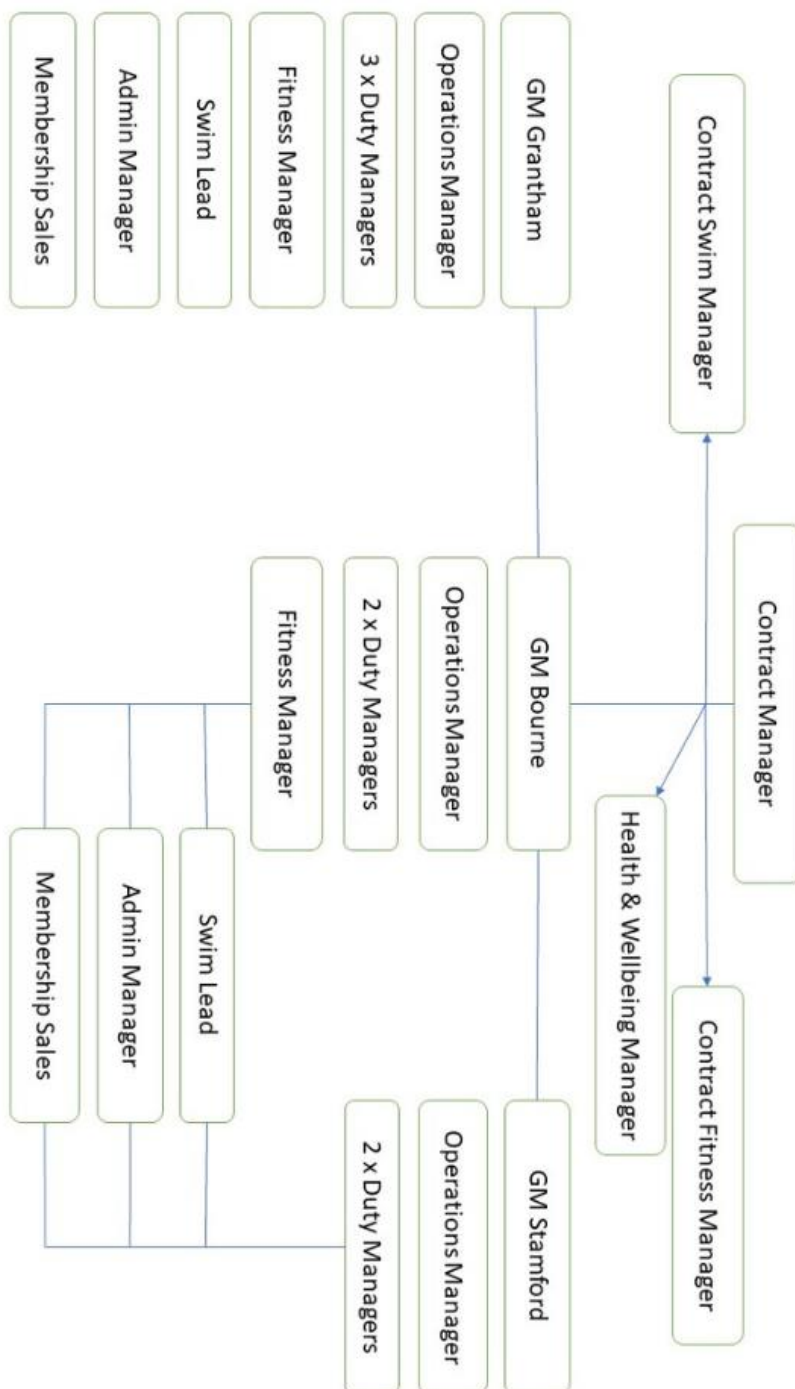 Contract Manager
Contract Swim Manager
Contract Fitness Manager
Health & Wellbeing Manager
GM Grantham
GM Bourne
GM Stamford
Operations Manager
Operations Manager
Operations Manager
3 x Duty Managers
2 x Duty Managers
2 x Duty Managers
Fitness Manager
Fitness Manager
Swim Lead
Swim Lead
Admin Manager
Admin Manager
Membership Sales
Membership Sales